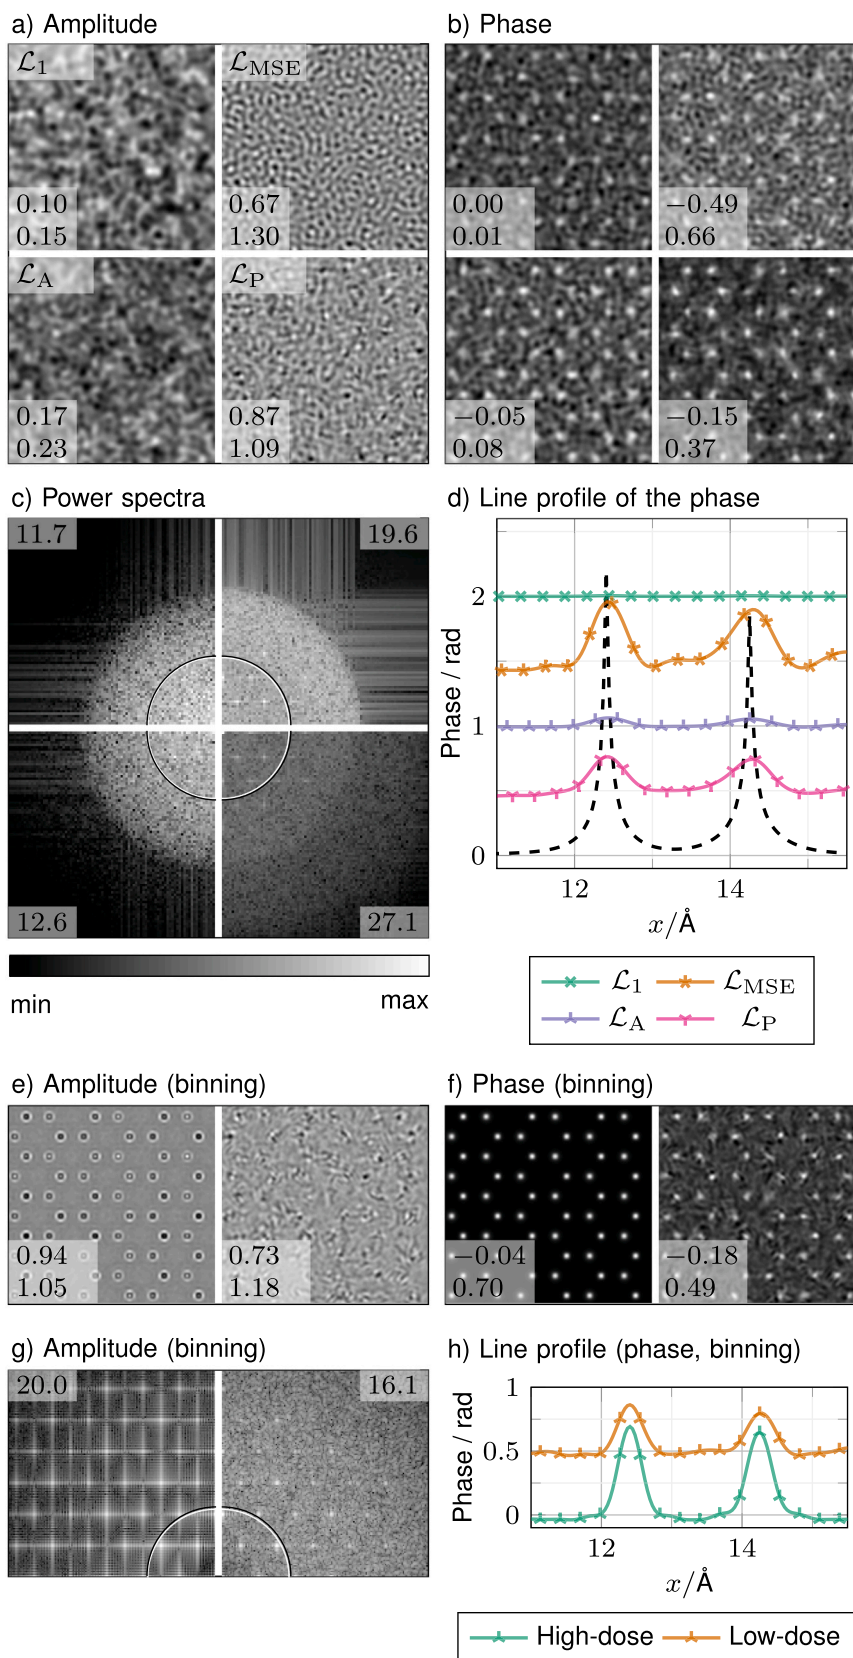 a) Amplitude
b) Phase
ℒ1
ℒMSE
0.10
0.15
0.67
1.30
0.00
0.01
−0.49
0.66
ℒA
ℒP
0.17
0.23
0.87
1.09
−0.05
0.08
−0.15
0.37
c) Power spectra
11.7
19.6
12.6
27.1
min
max
d) Line profile of the phase
2
1
0
Phase / rad
12
14
x/Å
ℒ1
ℒMSE
ℒA
ℒP
e) Amplitude (binning)
f) Phase (binning)
0.94
1.05
0.73
1.18
−0.04
0.70
−0.18
0.49
g) Amplitude (binning)
20.0
16.1
h) Line profile (phase, binning)
1
0.5
0
Phase / rad
12
14
x/Å
High-dose
Low-dose